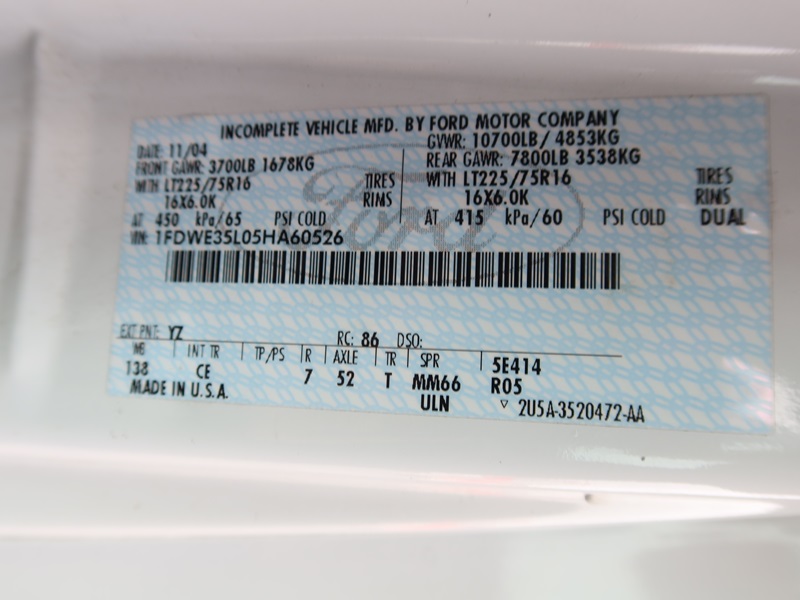 INCOMPLETE VEHICLE MFD. BY FORD MOTOR COMPANY
DATE: 11/04 GVWR: 10700LB/ 4853KG
FRONT GAWR: 3700LB 1678KG REAR GAWR: 7800LB 3538KG
WITH LT225/75R16 TIRES WITH LT225/75R16 TIRES
16X6.0K RIMS 16X6.0K RINS
AT 450 kPa/65 PSI COLD AT 415 kPa/60 PSI COLD DUAL
VIN: 1FDWE35L05HA60526
Ford
EXT PNT: YZ RC: 86 DSO:
WB INT TR TP/PS R AXLE TR SPR 5E414
138 CE 7 52 T MM66 R05
MADE IN U.S.A. ULN ▽ 2U5A-3520472-AA